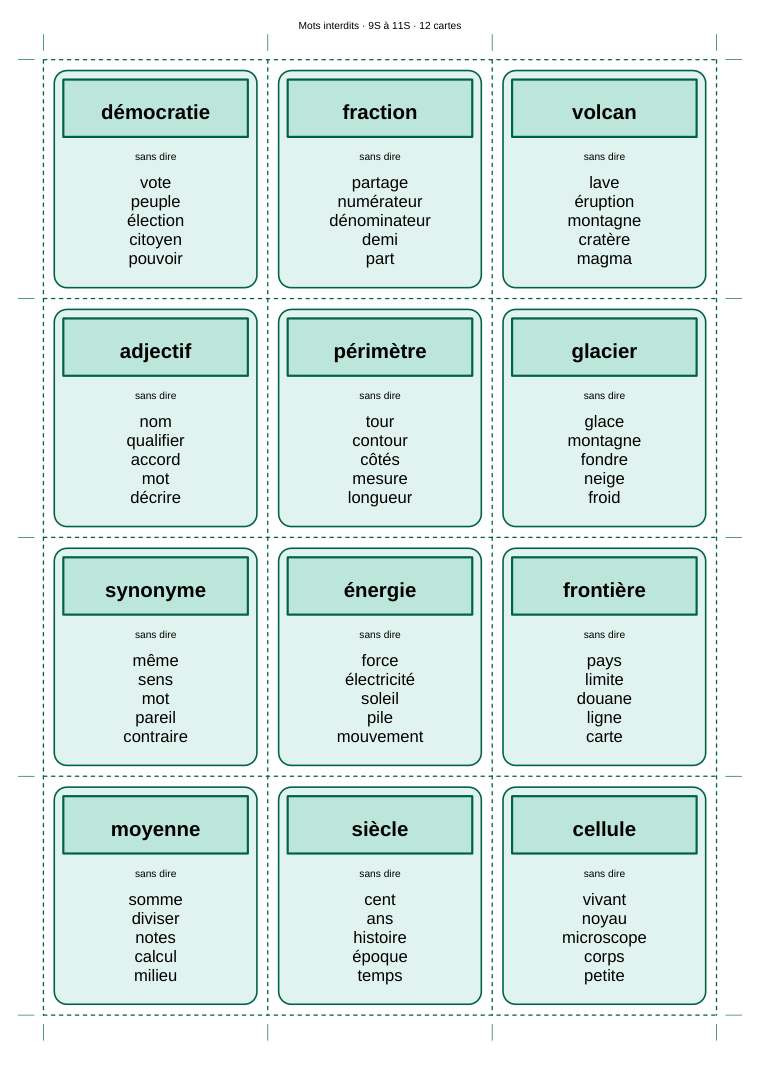 Mots interdits · 9S à 11S · 12 cartes
démocratie
sans dire
vote
peuple
élection
citoyen
pouvoir
fraction
sans dire
partage
numérateur
dénominateur
demi
part
volcan
sans dire
lave
éruption
montagne
cratère
magma
adjectif
sans dire
nom
qualifier
accord
mot
décrire
périmètre
sans dire
tour
contour
côtés
mesure
longueur
glacier
sans dire
glace
montagne
fondre
neige
froid
synonyme
sans dire
même
sens
mot
pareil
contraire
énergie
sans dire
force
électricité
soleil
pile
mouvement
frontière
sans dire
pays
limite
douane
ligne
carte
moyenne
sans dire
somme
diviser
notes
calcul
milieu
siècle
sans dire
cent
ans
histoire
époque
temps
cellule
sans dire
vivant
noyau
microscope
corps
petite